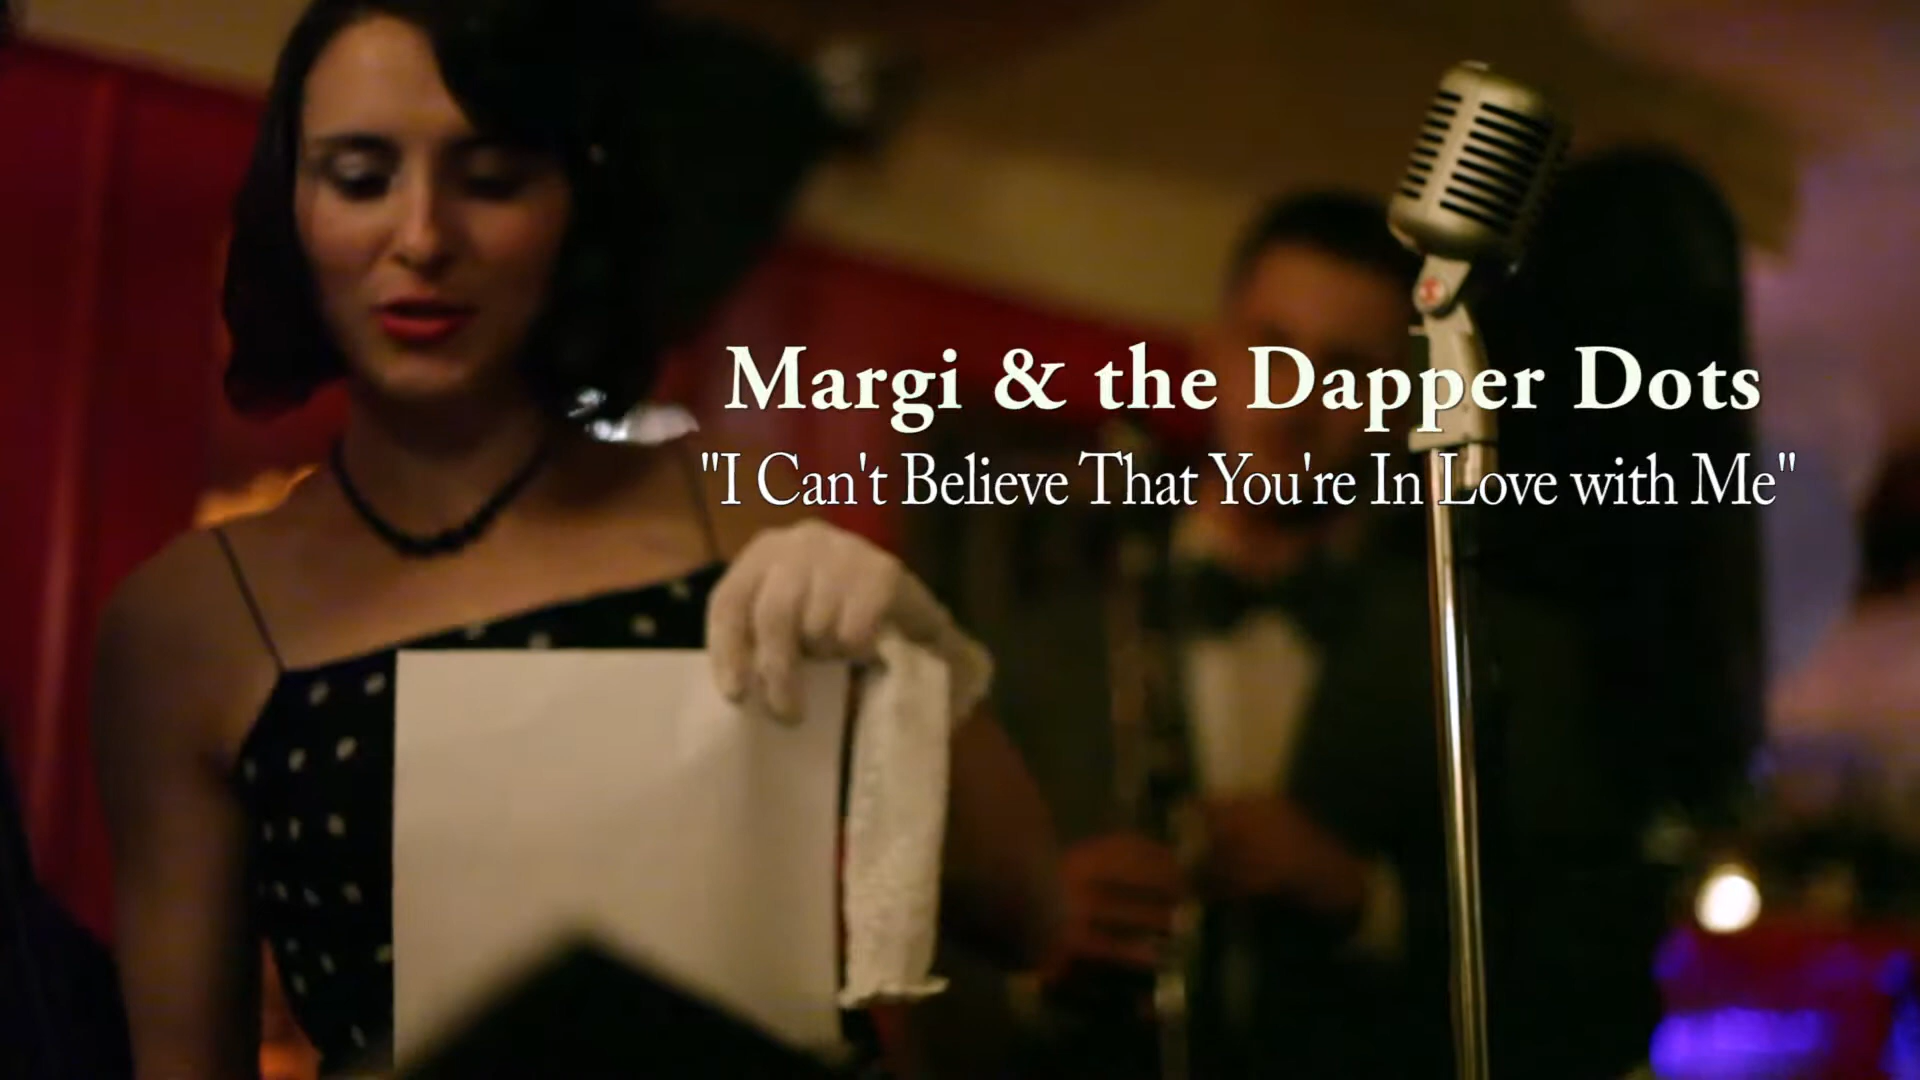 Margi & the Dapper Dots
"I Can't Believe That You're In Love with Me"